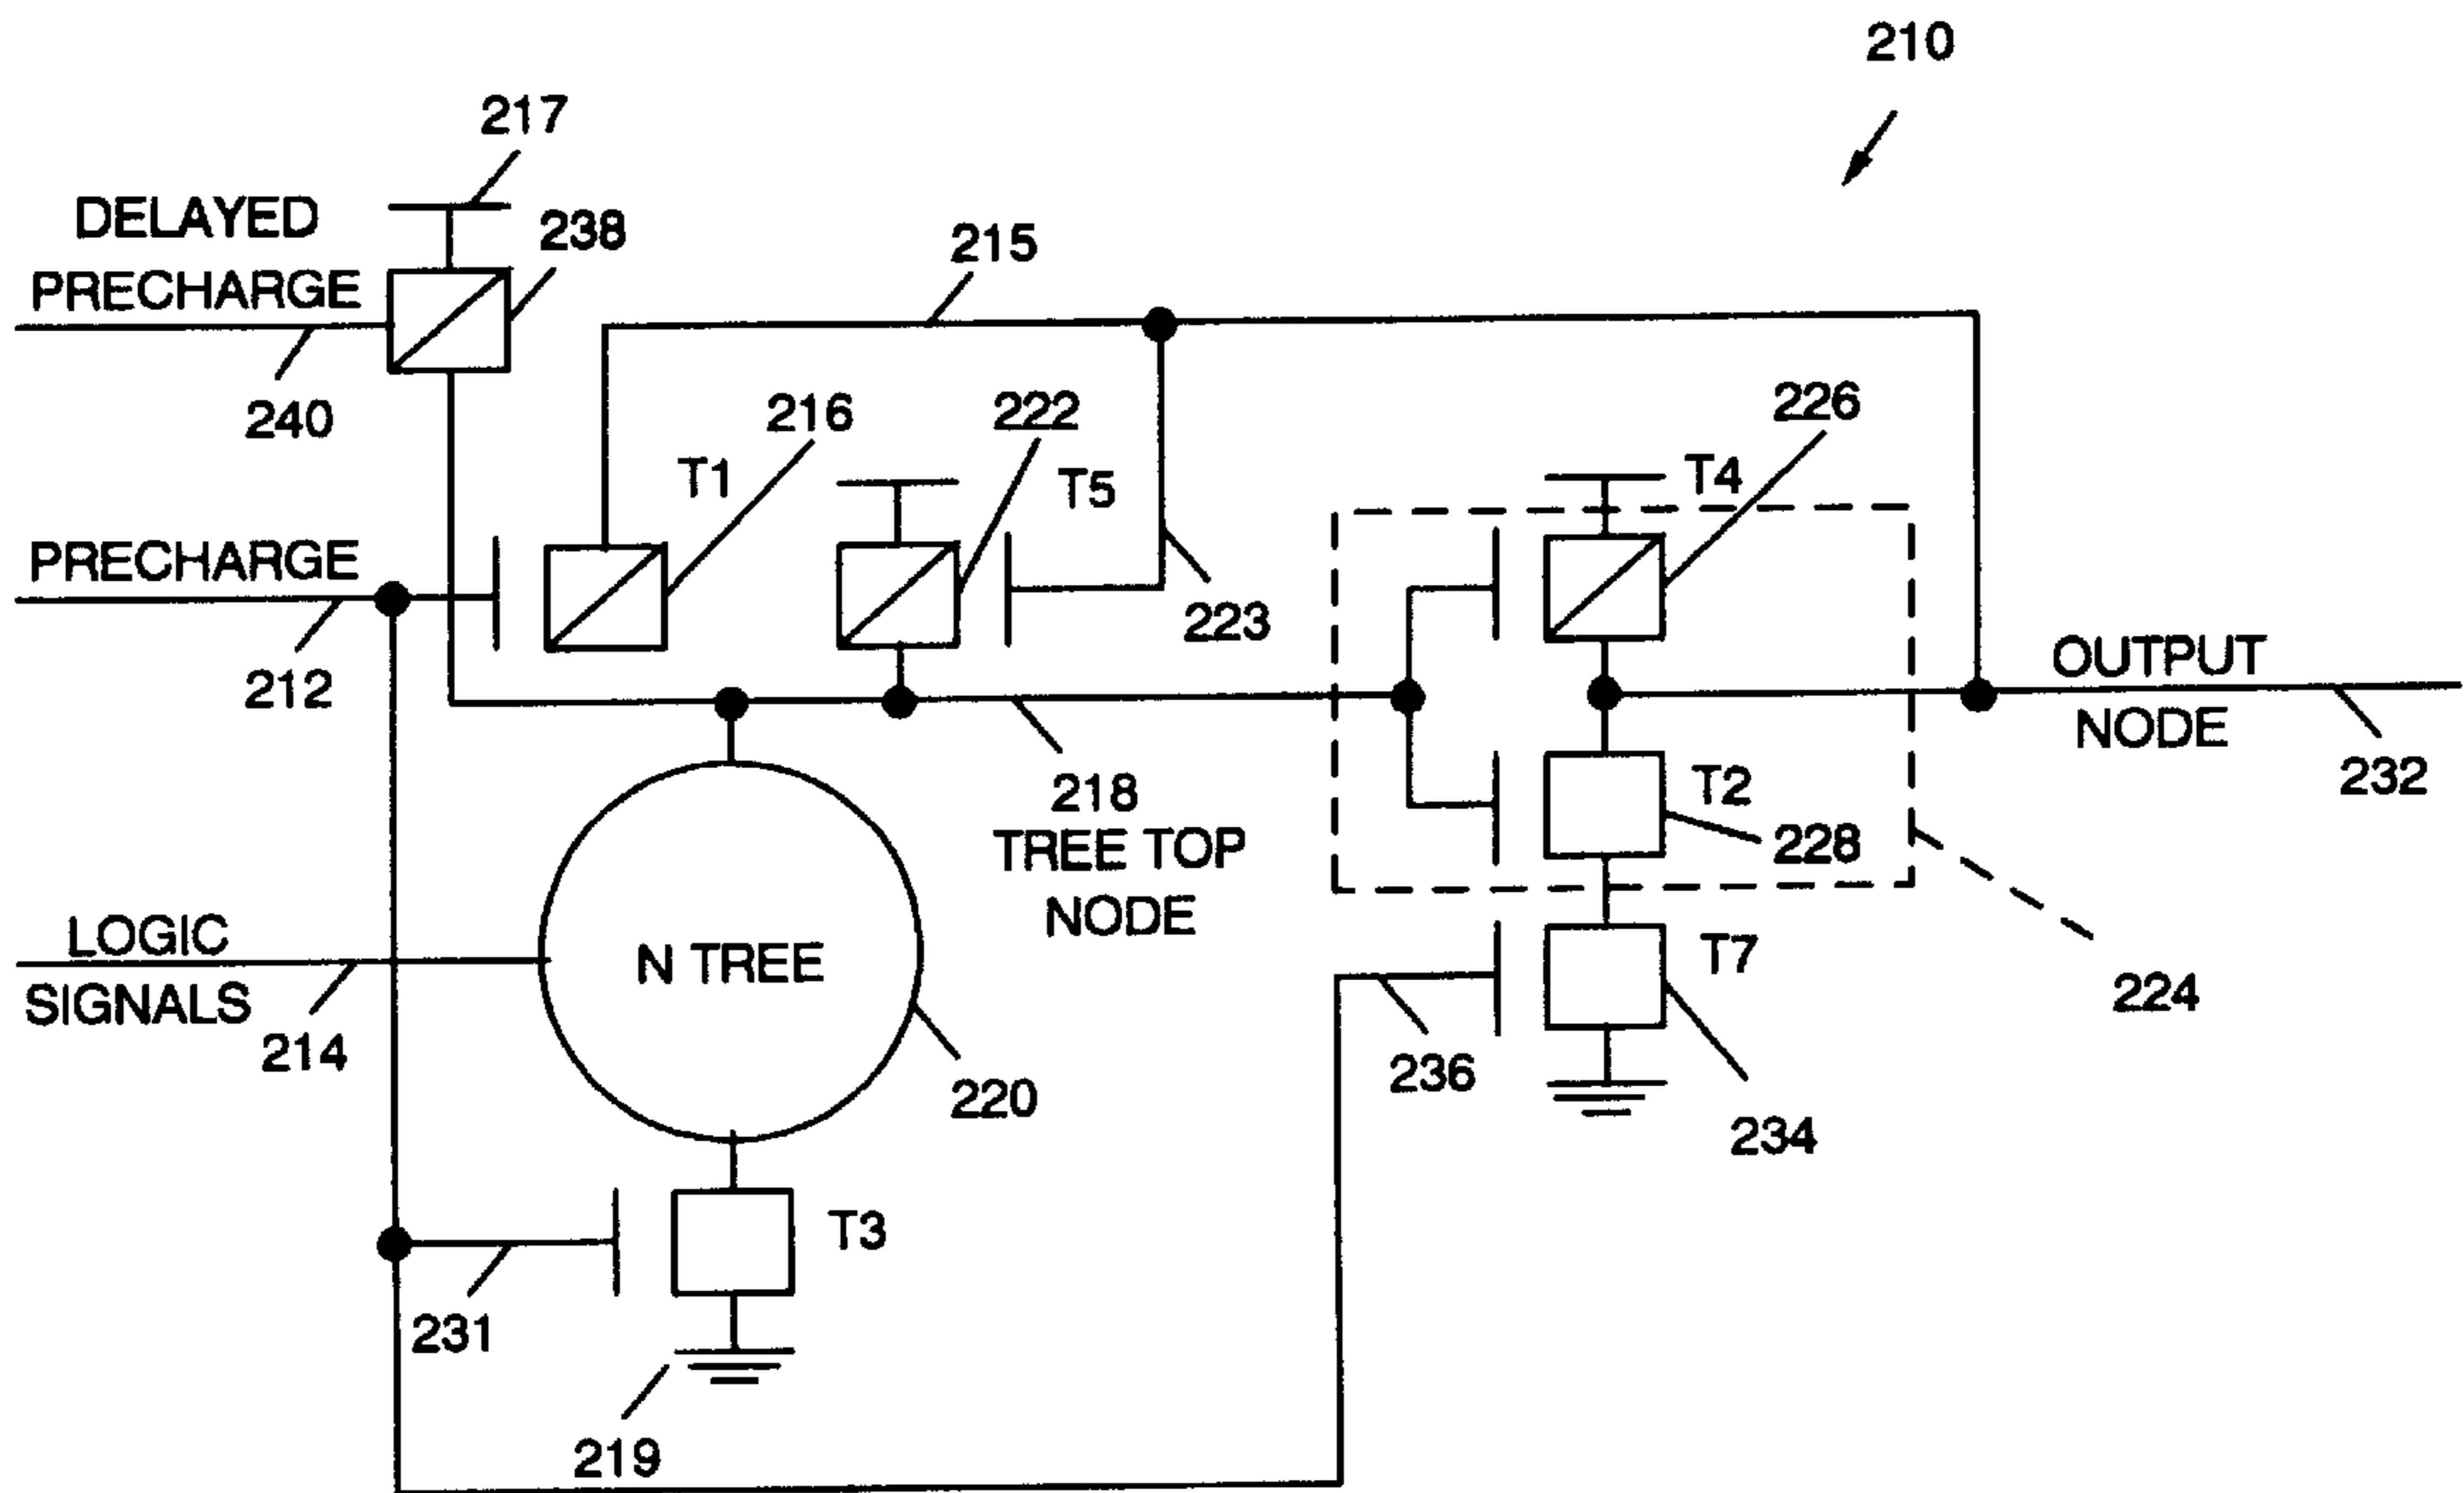 210
217
DELAYED
PRECHARGE
238
215
240
216
222
226
T1
T5
T4
PRECHARGE
223
212
OUTPUT
NODE
232
218
TREE TOP
NODE
T2
228
LOGIC
SIGNALS
214
N TREE
T7
224
236
220
234
T3
231
219